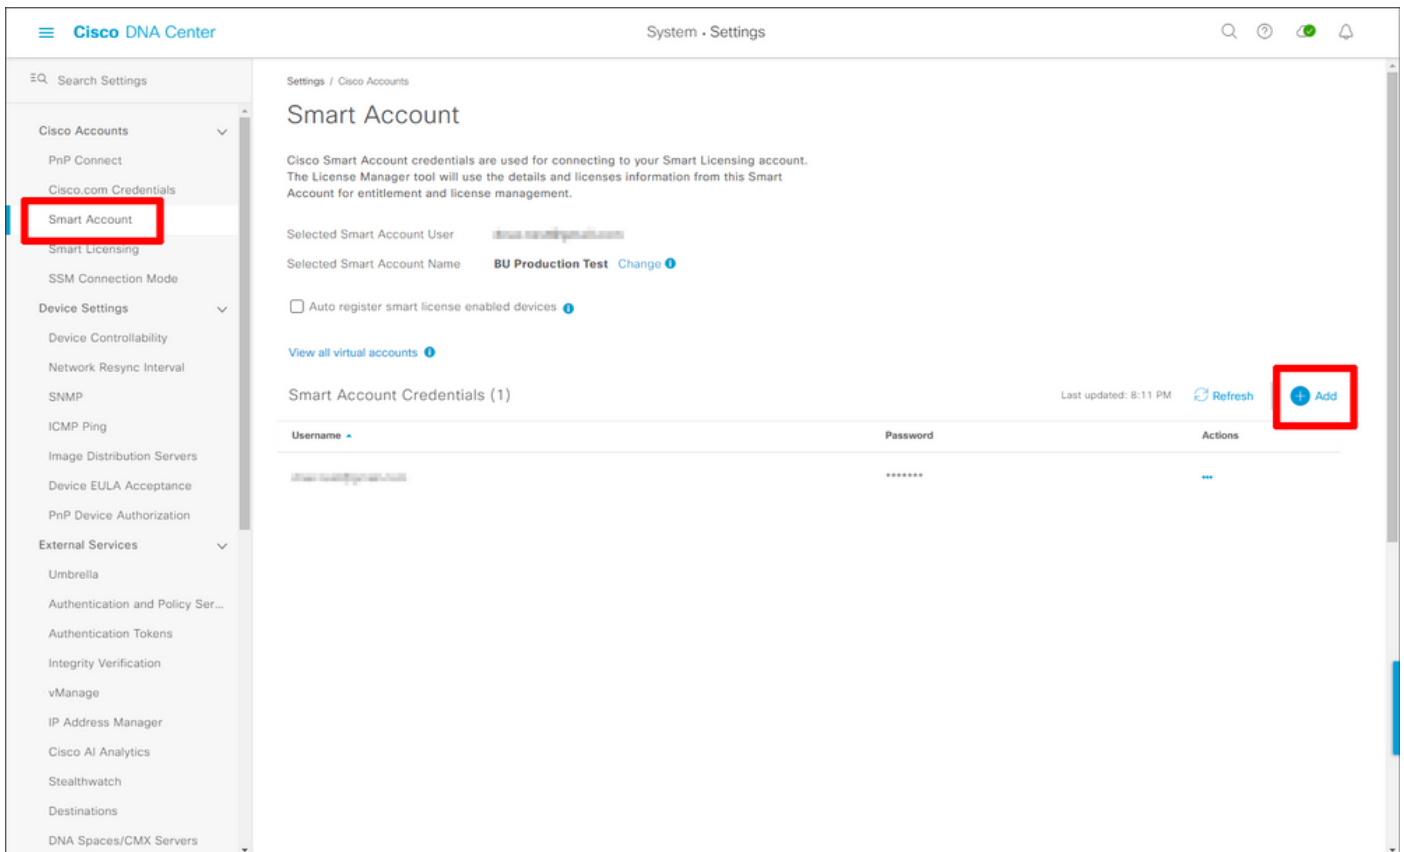 Cisco DNA Center
System · Settings
Search Settings
Cisco Accounts
PnP Connect
Cisco.com Credentials
Smart Account
Smart Licensing
SSM Connection Mode
Device Settings
Device Controllability
Network Resync Interval
SNMP
ICMP Ping
Image Distribution Servers
Device EULA Acceptance
PnP Device Authorization
External Services
Umbrella
Authentication and Policy Ser...
Authentication Tokens
Integrity Verification
vManage
IP Address Manager
Cisco AI Analytics
Stealthwatch
Destinations
DNA Spaces/CMX Servers
Settings / Cisco Accounts
Smart Account
Cisco Smart Account credentials are used for connecting to your Smart Licensing account.
The License Manager tool will use the details and licenses information from this Smart
Account for entitlement and license management.
Selected Smart Account User
Selected Smart Account Name BU Production Test Change
Auto register smart license enabled devices
View all virtual accounts
Smart Account Credentials (1) Last updated: 8:11 PM Refresh Add
Username Password Actions
*******